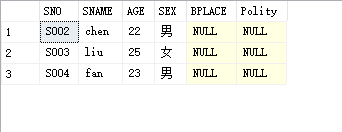 SNO SNAME AGE SEX BPLACE Polity
1 S002 chen 22 男 NULL NULL
2 S003 liu 25 女 NULL NULL
3 S004 fan 23 男 NULL NULL